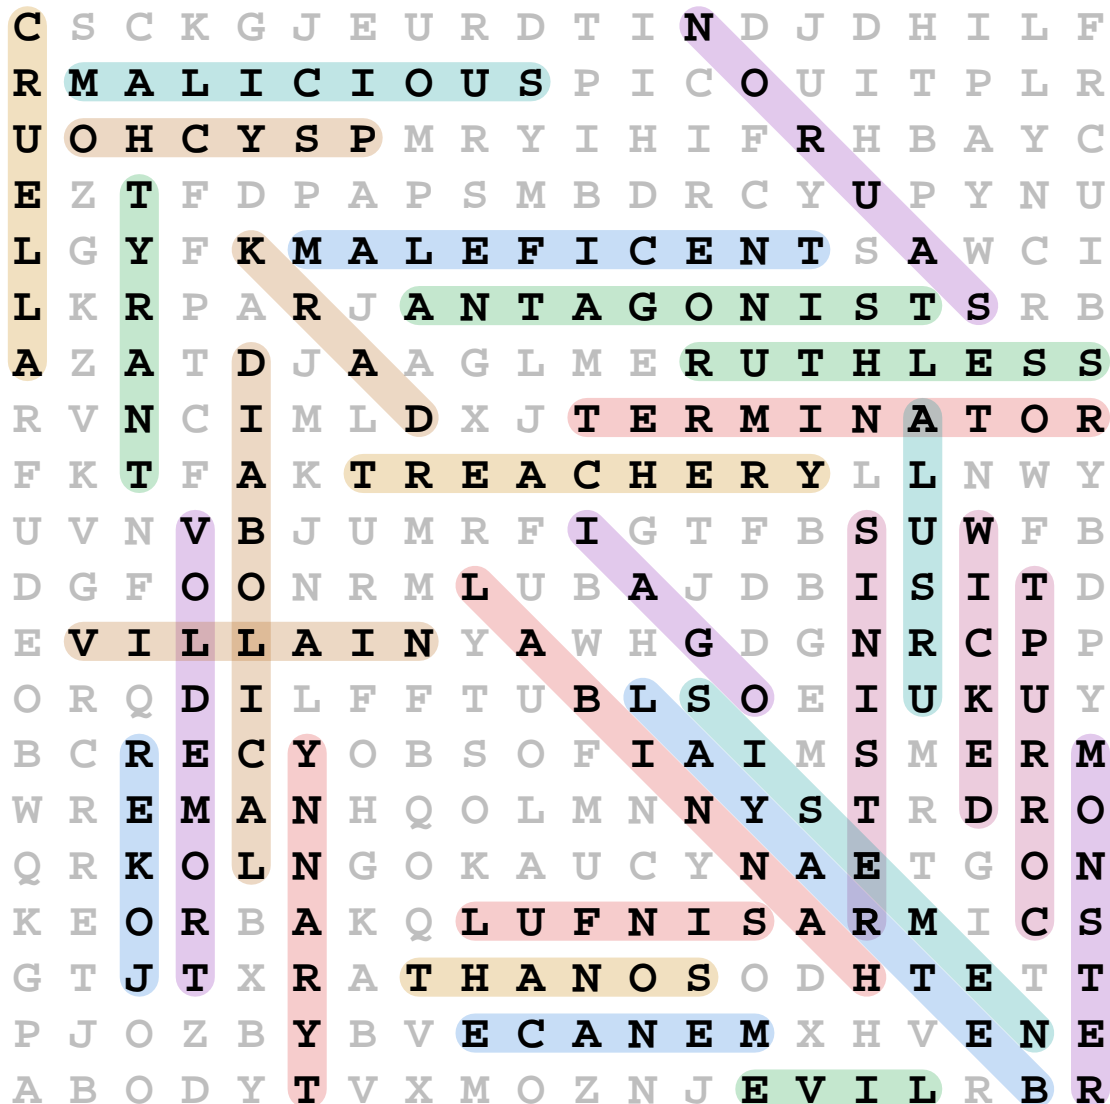 C S C K G J E U R D T I N D J D H I L F
R M A L I C I O U S P I C O U I T P L R
U O H C Y S P M R Y I H I F R H B A Y C
E Z T F D P A P S M B D R C Y U P Y N U
L G Y F K M A L E F I C E N T S A W C I
L K R P A R J A N T A G O N I S T S R B
A Z A T D J A A G L M E R U T H L E S S
R V N C I M L D X J T E R M I N A T O R
F K T F A K T R E A C H E R Y L L N W Y
U V N V B J U M R F I G T F B S U W F B
D G F O O N R M L U B A J D B I S I T D
E V I L L A I N Y A W H G D G N R C P P
O R Q D I L F F T U B L S O E I U K U Y
B C R E C Y O B S O F I A I M S M E R M
W R E M A N H Q O L M N N Y S T R D R O
Q R K O L N G O K A U C Y N A E T G O N
K E O R B A K Q L U F N I S A R M I C S
G T J T X R A T H A N O S O D H T E T T
P J O Z B Y B V E C A N E M X H V E N E
A B O D Y T V X M O Z N J E V I L R B R